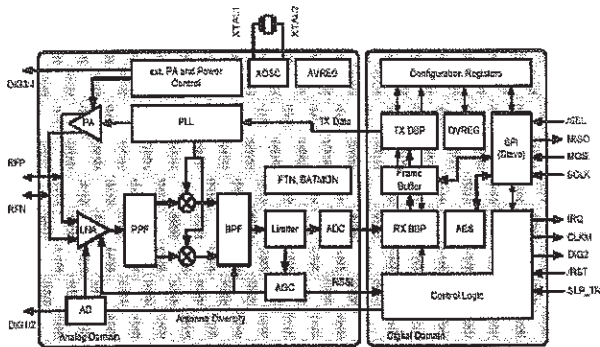 XTAL1
XTAL2
ext. PA and Power
Control
XOSC
AVREG
Configuration Registers
DIG3/4
PA
PLL
TX Data
TX BBP
DVREG
SPI
(Slave)
/SEL
MISO
MOSI
SCLK
RFP
RFN
FTN, BATMON
Frame
Buffer
LNA
PPF
BPF
Limiter
ADC
RX BBP
AES
IRQ
CLKM
DIG2
/RST
SLP_TR
AGC
RSSI
Control Logic
AD
DIG1/2
Antenna Diversity
Analog Domain
Digital Domain